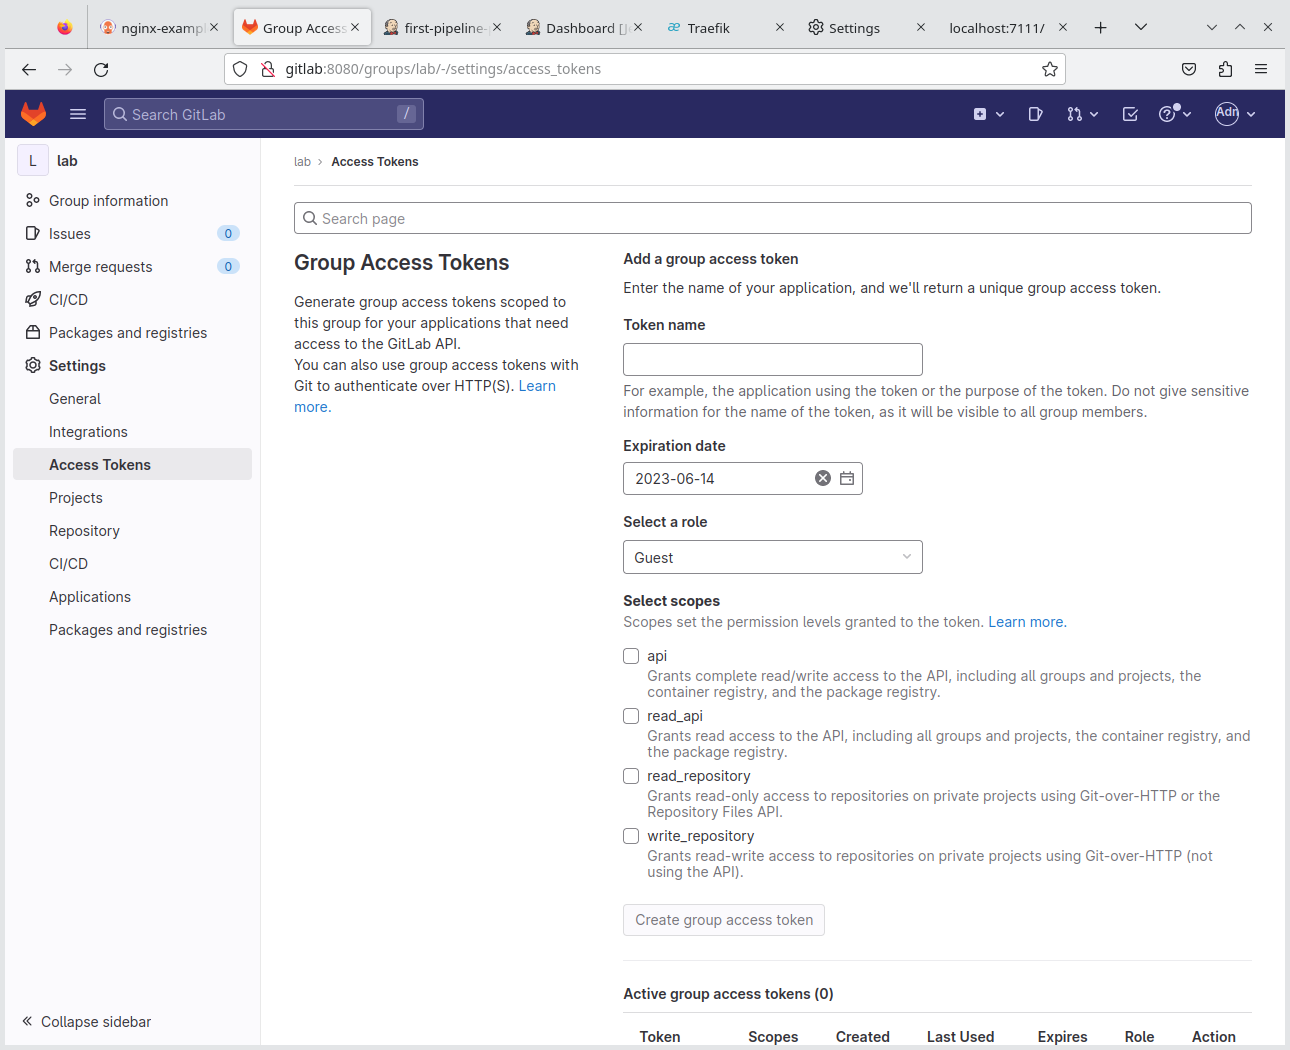 nginx-examp
Group Access
first-pipeline-
Dashboard [J
Traefik
Settings
localhost:7111/
gitlab:8080/groups/lab/-/settings/access_tokens
Search GitLab
/
Adn
L
lab
Group information
Issues
0
Merge requests
0
CI/CD
Packages and registries
Settings
General
Integrations
Access Tokens
Projects
Repository
CI/CD
Applications
Packages and registries
Collapse sidebar
lab › Access Tokens
Search page
Group Access Tokens
Generate group access tokens scoped to
this group for your applications that need
access to the GitLab API.
You can also use group access tokens with
Git to authenticate over HTTP(S). Learn
more.
Add a group access token
Enter the name of your application, and we'll return a unique group access token.
Token name
For example, the application using the token or the purpose of the token. Do not give sensitive
information for the name of the token, as it will be visible to all group members.
Expiration date
2023-06-14
Select a role
Guest
Select scopes
Scopes set the permission levels granted to the token. Learn more.
api
Grants complete read/write access to the API, including all groups and projects, the
container registry, and the package registry.
read_api
Grants read access to the API, including all groups and projects, the container registry, and
the package registry.
read_repository
Grants read-only access to repositories on private projects using Git-over-HTTP or the
Repository Files API.
write_repository
Grants read-write access to repositories on private projects using Git-over-HTTP (not
using the API).
Create group access token
Active group access tokens (0)
Token Scopes Created Last Used Expires Role Action